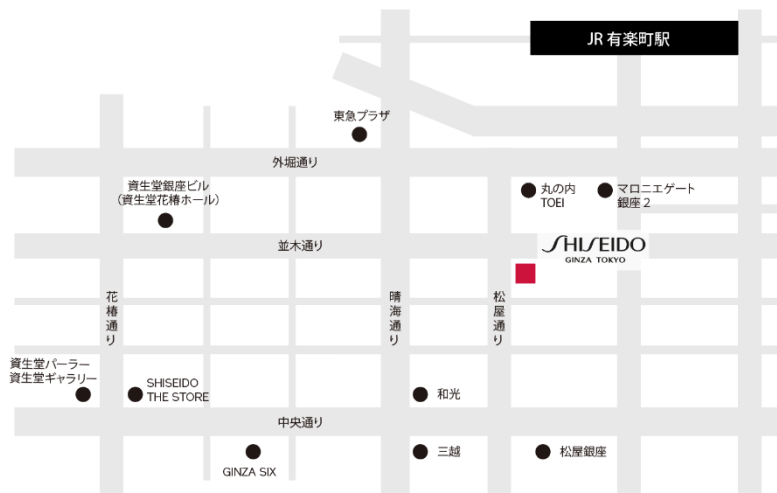 JR 有楽町駅
東急プラザ
外堀通り
資生堂銀座ビル
（資生堂花椿ホール）
丸の内
TOEI
マロニエゲート
銀座 2
並木通り
SHISEIDO
GINZA TOKYO
花椿通り
晴海通り
松屋通り
資生堂パーラー
資生堂ギャラリー
SHISEIDO
THE STORE
和光
中央通り
GINZA SIX
三越
松屋銀座